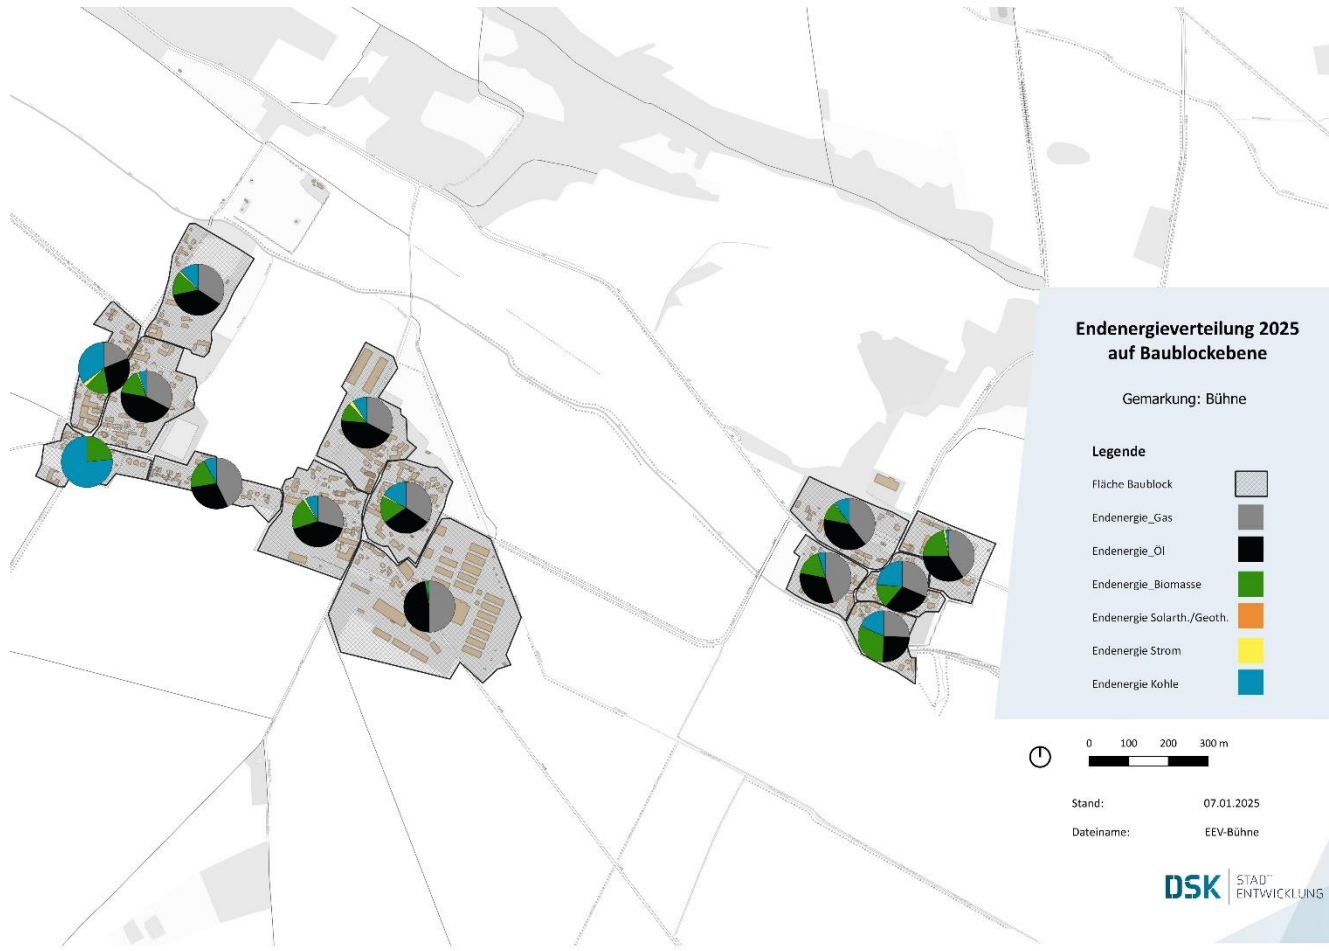 Endenergieverteilung 2025
auf Baublockebene
Gemarkung: Bühne
Legende
Fläche Baublock
Endenergie_Gas
Endenergie_Öl
Endenergie_Biomasse
Endenergie Solarth./Geoth.
Endenergie Strom
Endenergie Kohle
0 100 200 300 m
Stand: 07.01.2025
Dateiname: EEV-Bühne
DSK STADT
ENTWICKLUNG